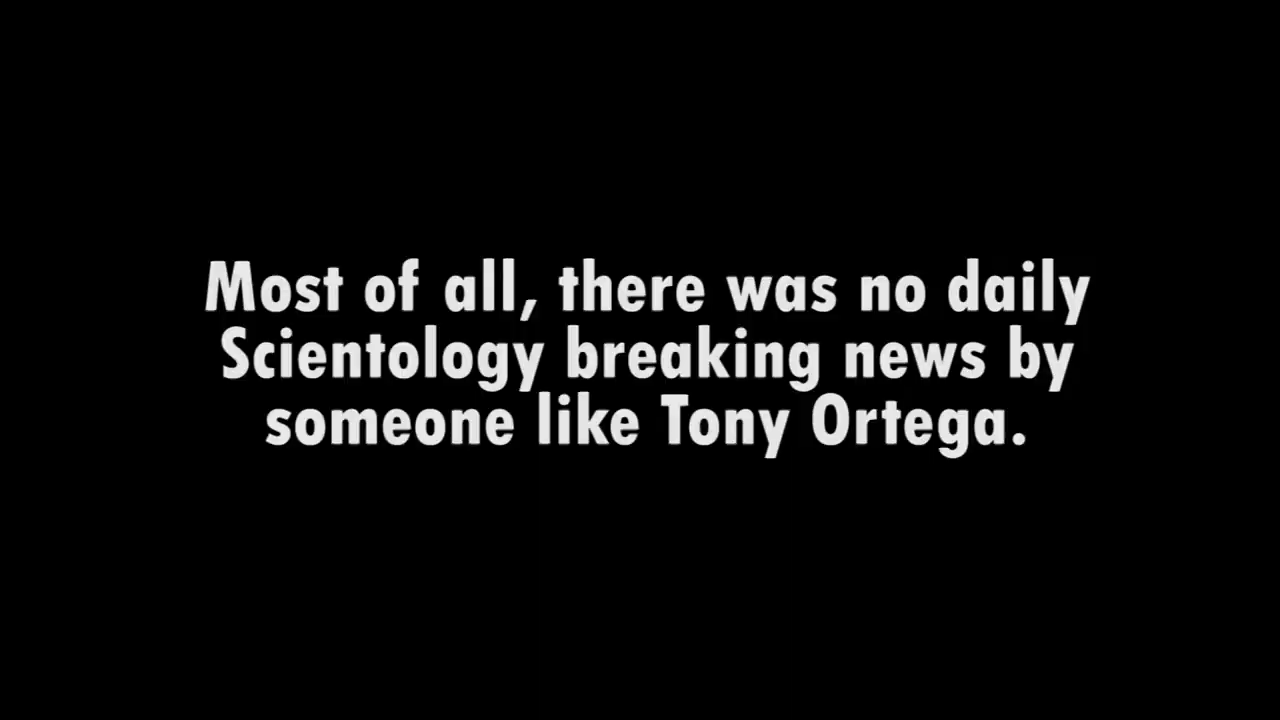 Most of all, there was no daily
Scientology breaking news by
someone like Tony Ortega.